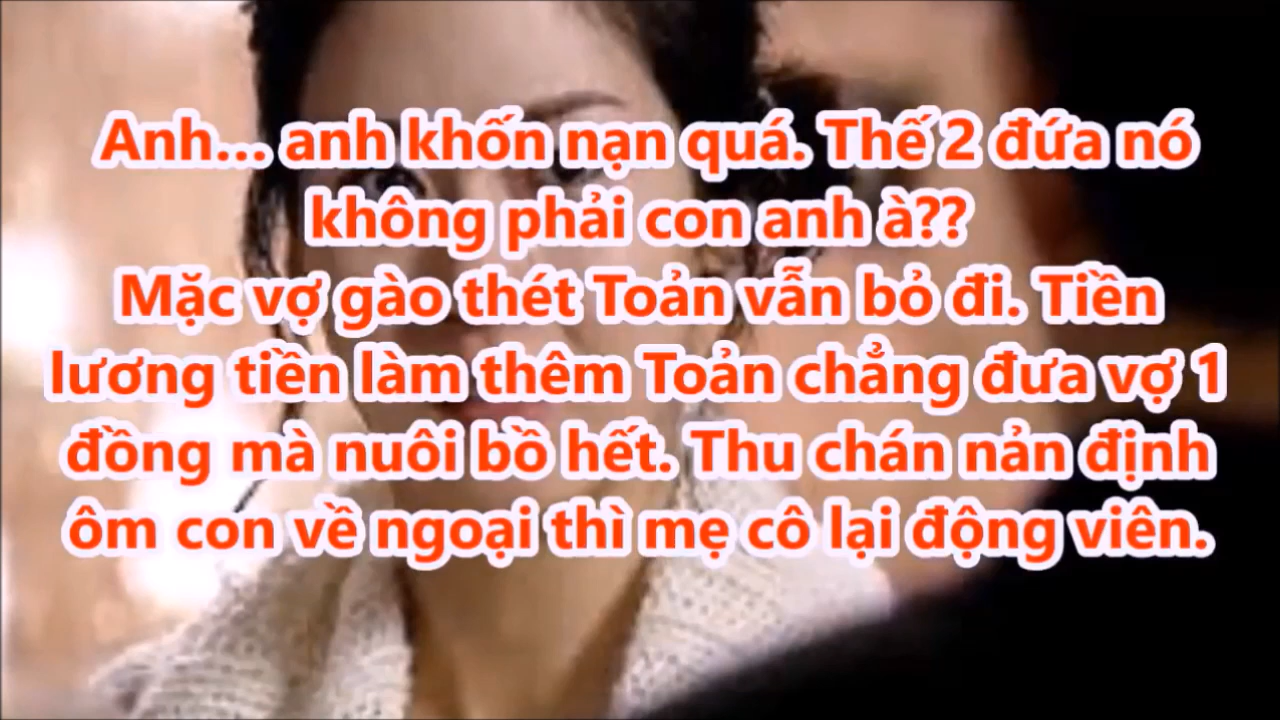 Anh... anh khốn nạn quá. Thế 2 đứa nó
không phải con anh à??
Mặc vợ gào thét Toản vẫn bỏ đi. Tiền
lương tiền làm thêm Toản chẳng đưa vợ 1
đồng mà nuôi bồ hết. Thu chán nản định
ôm con về ngoại thì mẹ cô lại động viên.